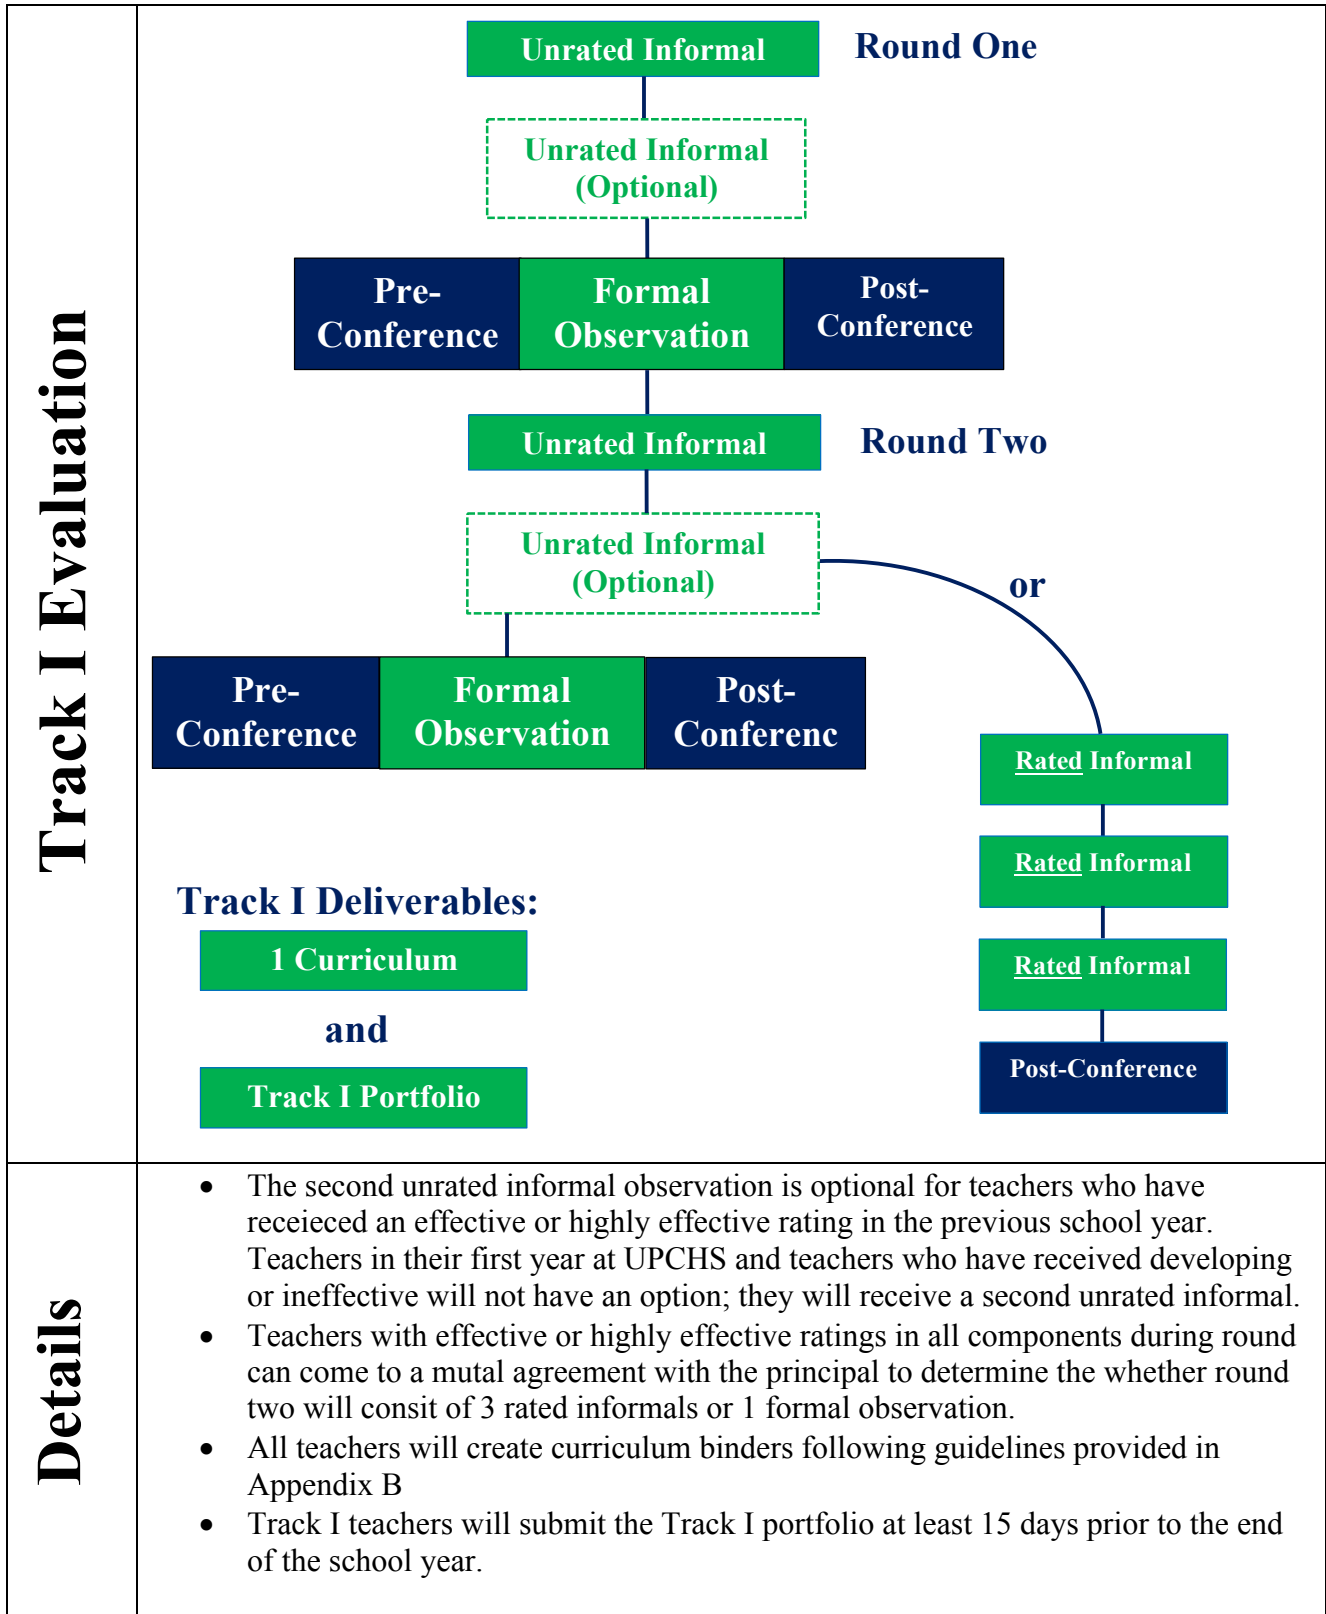 Track I Evaluation
Unrated Informal
Round One
Unrated Informal
(Optional)
Pre-
Conference
Formal
Observation
Post-
Conference
Unrated Informal
Round Two
Unrated Informal
(Optional)
or
Pre-
Conference
Formal
Observation
Post-
Conferenc
Rated Informal
Rated Informal
Rated Informal
Post-Conference
Track I Deliverables:
1 Curriculum
and
Track I Portfolio
Details
• The second unrated informal observation is optional for teachers who have
receieced an effective or highly effective rating in the previous school year.
Teachers in their first year at UPCHS and teachers who have received developing
or ineffective will not have an option; they will receive a second unrated informal.
• Teachers with effective or highly effective ratings in all components during round
can come to a mutal agreement with the principal to determine the whether round
two will consit of 3 rated informals or 1 formal observation.
• All teachers will create curriculum binders following guidelines provided in
Appendix B
• Track I teachers will submit the Track I portfolio at least 15 days prior to the end
of the school year.